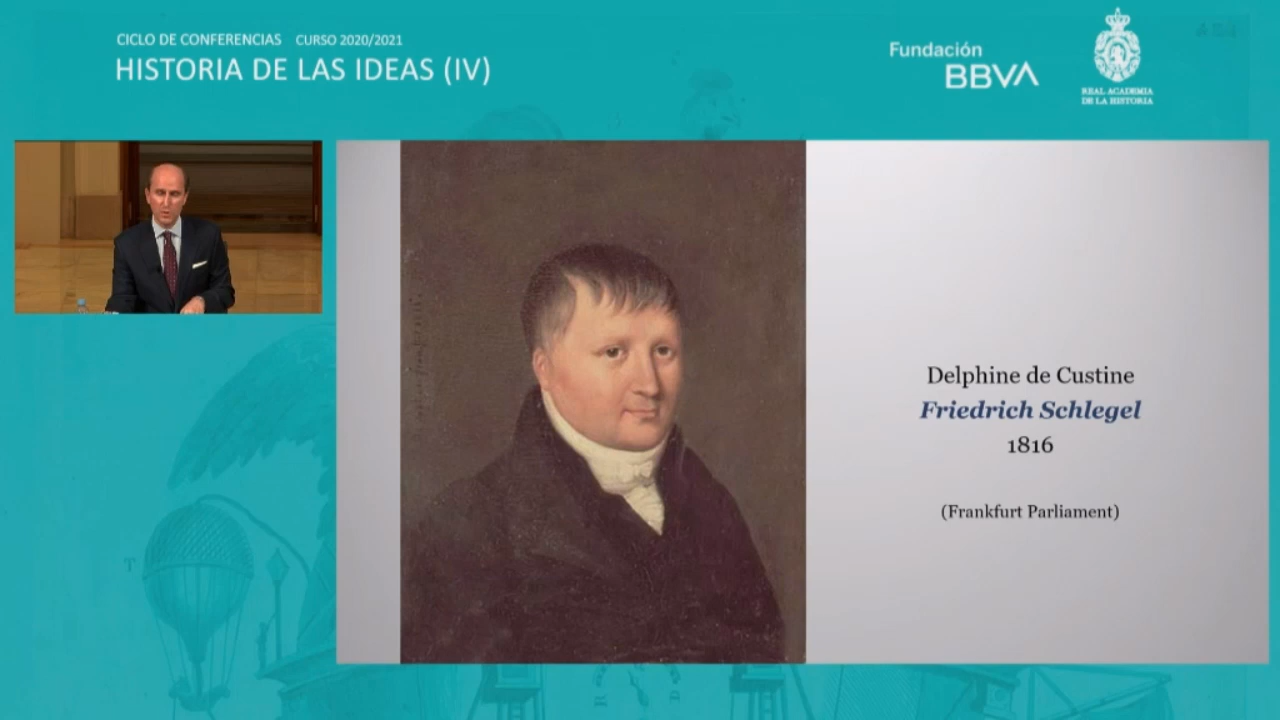 CICLO DE CONFERENCIAS CURSO 2020/2021
HISTORIA DE LAS IDEAS (IV)
Fundación
BBVA
REAL ACADEMIA
DE LA HISTORIA
Delphine de Custine
Friedrich Schlegel
1816
(Frankfurt Parliament)
T